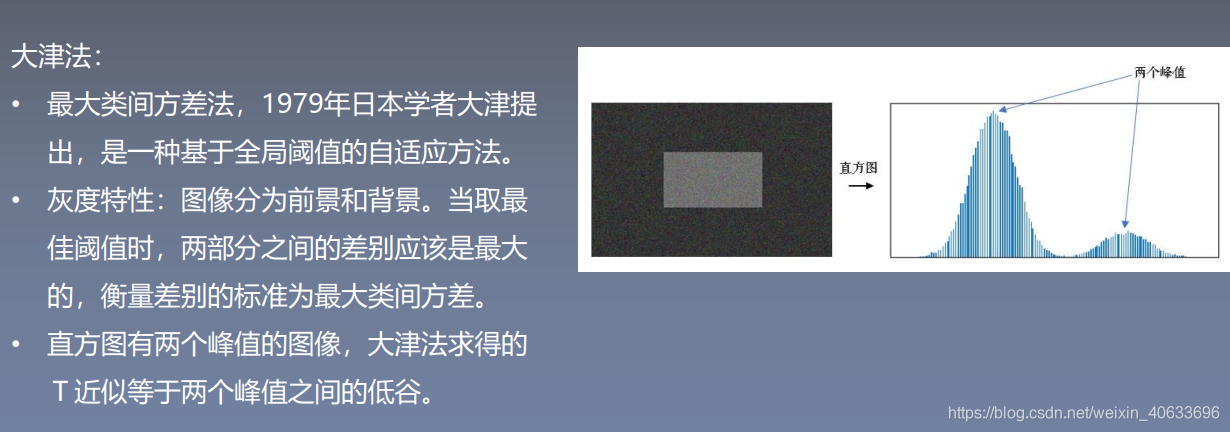 大津法：
• 最大类间方差法，1979年日本学者大津提
出，是一种基于全局阈值的自适应方法。
• 灰度特性：图像分为前景和背景。当取最
佳阈值时，两部分之间的差别应该是最大
的，衡量差别的标准为最大类间方差。
• 直方图有两个峰值的图像，大津法求得的
T近似等于两个峰值之间的低谷。
直方图
两个峰值
https://blog.csdn.net/weixin_40633696